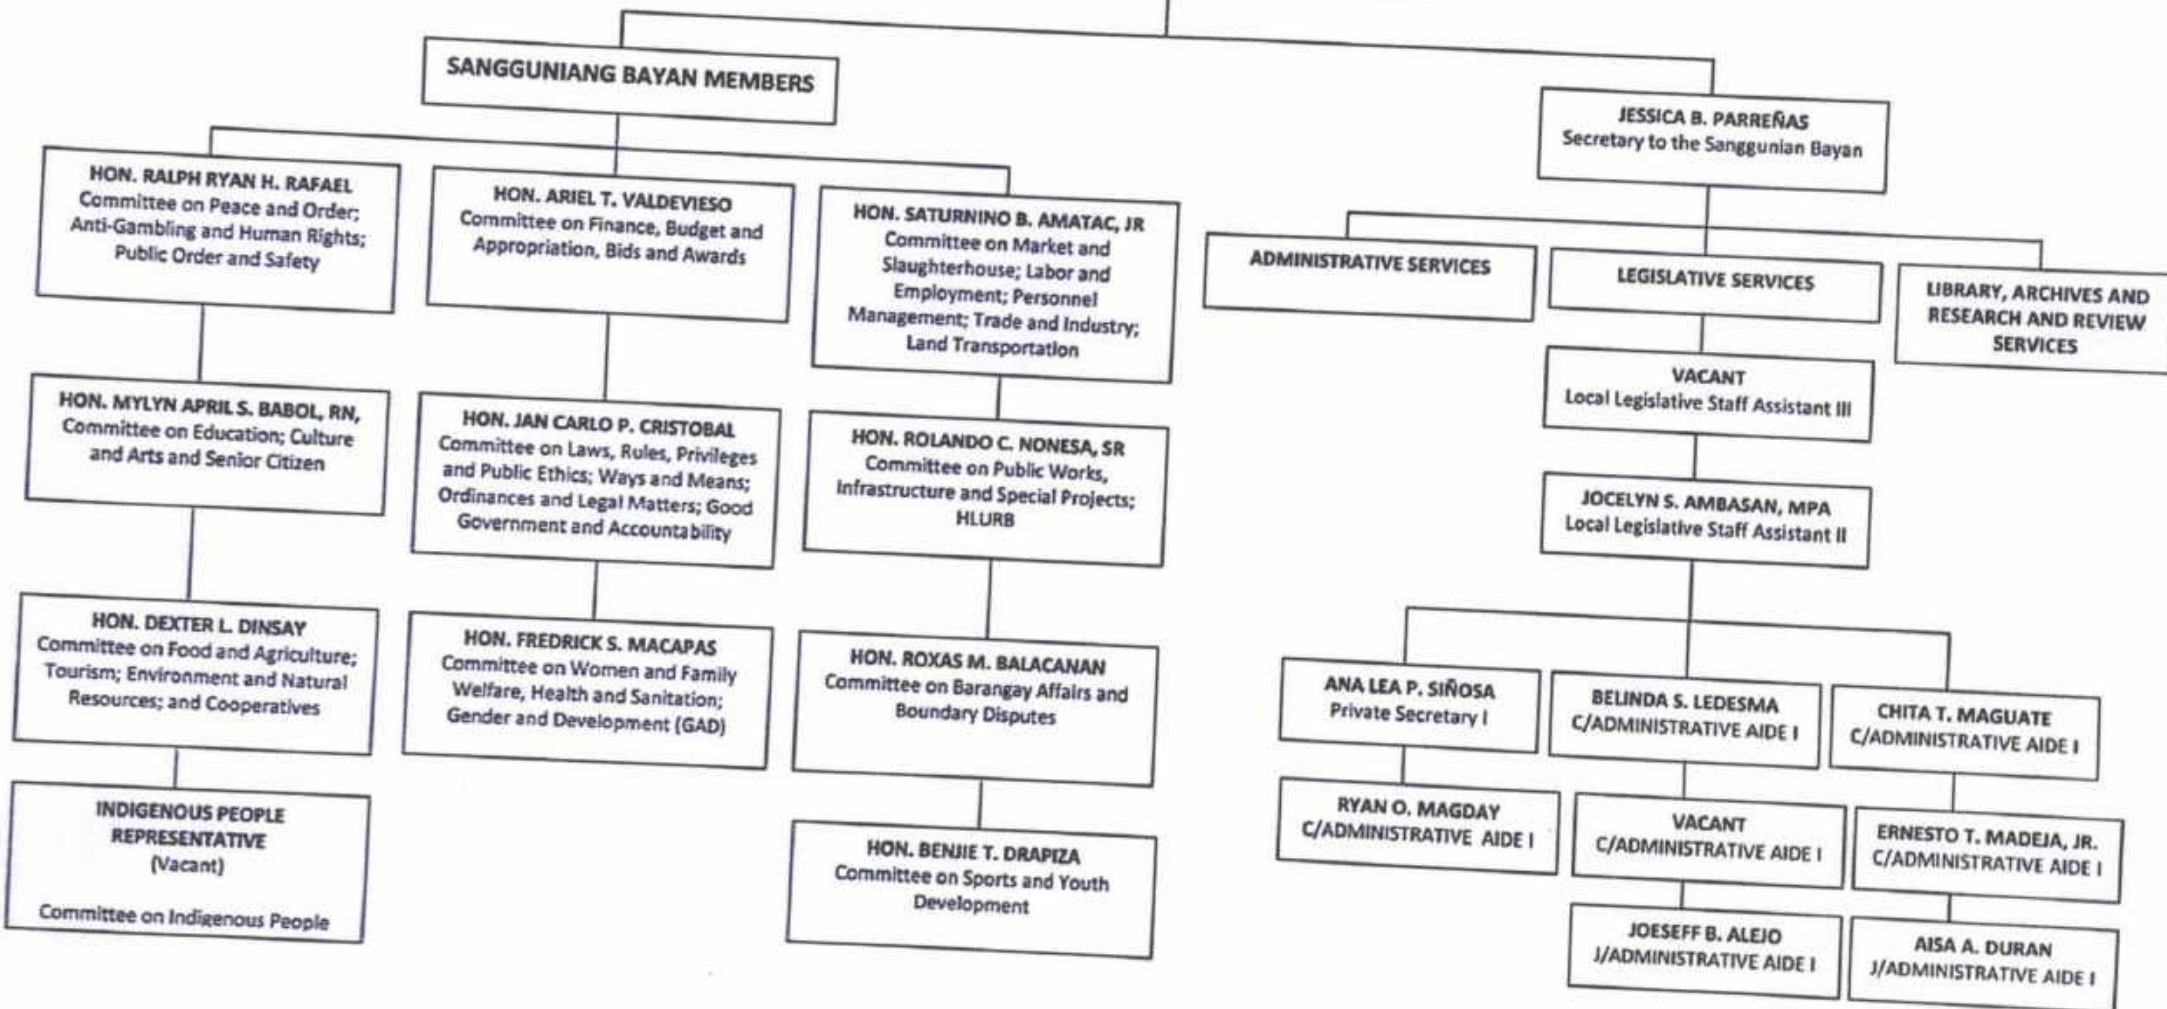 SANGGUNIANG BAYAN MEMBERS
JESSICA B. PARREÑAS
Secretary to the Sanggunian Bayan
HON. RALPH RYAN H. RAFAEL
Committee on Peace and Order;
Anti-Gambling and Human Rights;
Public Order and Safety
HON. ARIEL T. VALDEVIESO
Committee on Finance, Budget and
Appropriation, Bids and Awards
HON. SATURNINO B. AMATAC, JR
Committee on Market and
Slaughterhouse; Labor and
Employment; Personnel
Management; Trade and Industry;
Land Transportation
ADMINISTRATIVE SERVICES
LEGISLATIVE SERVICES
LIBRARY, ARCHIVES AND
RESEARCH AND REVIEW
SERVICES
VACANT
Local Legislative Staff Assistant III
HON. MYLYN APRIL S. BABOL, RN,
Committee on Education; Culture
and Arts and Senior Citizen
HON. JAN CARLO P. CRISTOBAL
Committee on Laws, Rules, Privileges
and Public Ethics; Ways and Means;
Ordinances and Legal Matters; Good
Government and Accountability
HON. ROLANDO C. NONESA, SR
Committee on Public Works,
Infrastructure and Special Projects;
HLURB
JOCELYN S. AMBASAN, MPA
Local Legislative Staff Assistant II
HON. DEXTER L. DINSAY
Committee on Food and Agriculture;
Tourism; Environment and Natural
Resources; and Cooperatives
HON. FREDRICK S. MACAPAS
Committee on Women and Family
Welfare, Health and Sanitation;
Gender and Development (GAD)
HON. ROXAS M. BALACANAN
Committee on Barangay Affairs and
Boundary Disputes
ANA LEA P. SIÑOSA
Private Secretary I
BELINDA S. LEDESMA
C/ADMINISTRATIVE AIDE I
CHITA T. MAGUATE
C/ADMINISTRATIVE AIDE I
INDIGENOUS PEOPLE
REPRESENTATIVE
(Vacant)
Committee on Indigenous People
HON. BENJIE T. DRAPIZA
Committee on Sports and Youth
Development
RYAN O. MAGDAY
C/ADMINISTRATIVE AIDE I
VACANT
C/ADMINISTRATIVE AIDE I
ERNESTO T. MADEJA, JR.
C/ADMINISTRATIVE AIDE I
JOESEFF B. ALEJO
J/ADMINISTRATIVE AIDE I
AISA A. DURAN
J/ADMINISTRATIVE AIDE I